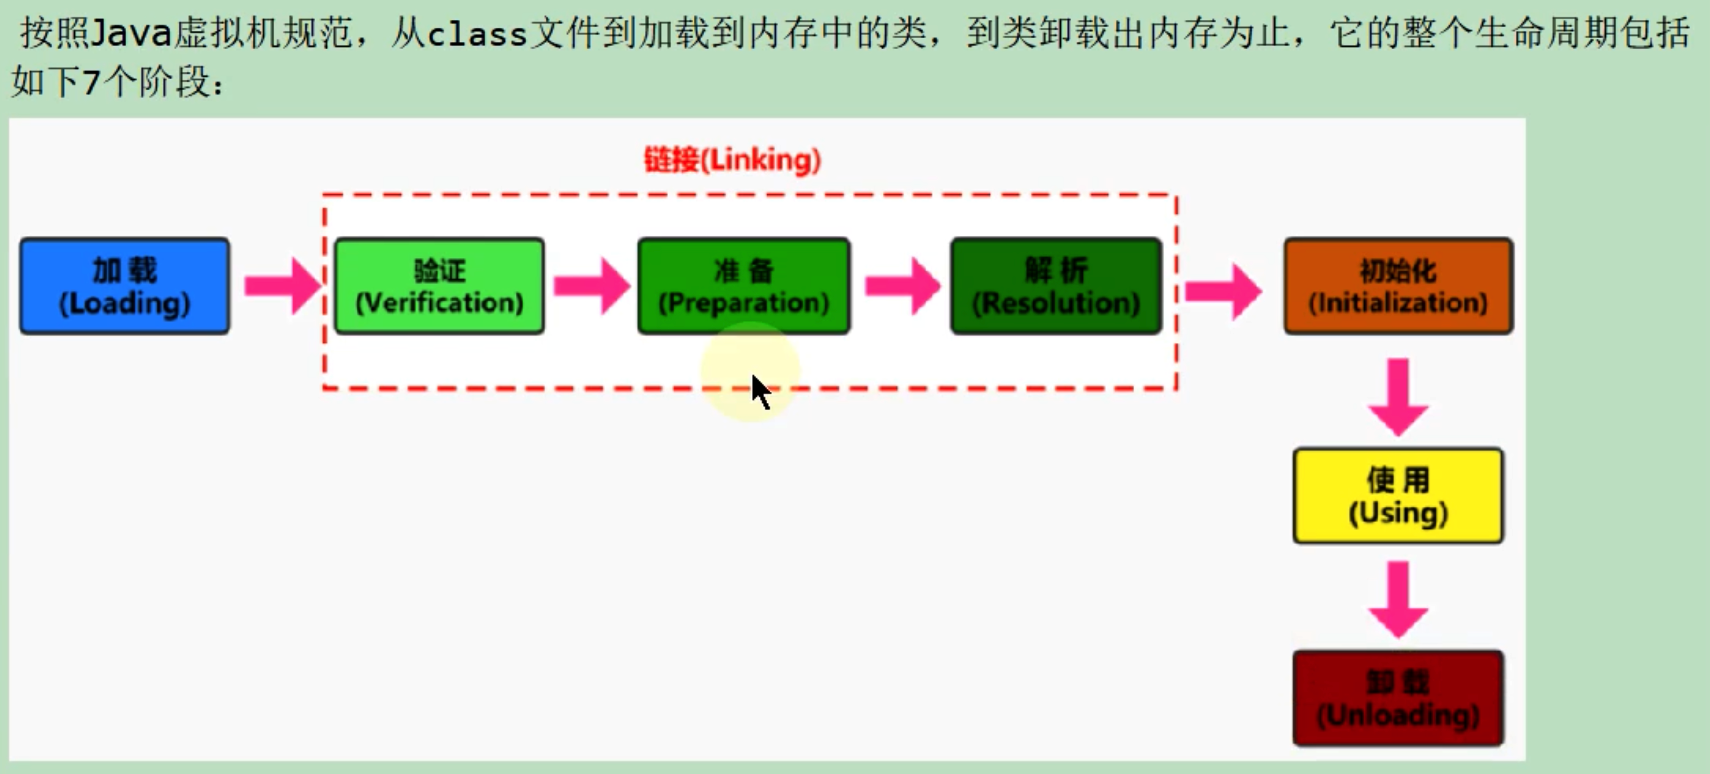 按照Java虚拟机规范，从class文件到加载到内存中的类，到类卸载出内存为止，它的整个生命周期包括
如下7个阶段：
链接(Linking)
加 载
(Loading)
验证
(Verification)
准 备
(Preparation)
解 析
(Resolution)
初始化
(Initialization)
使 用
(Using)
卸 载
(Unloading)